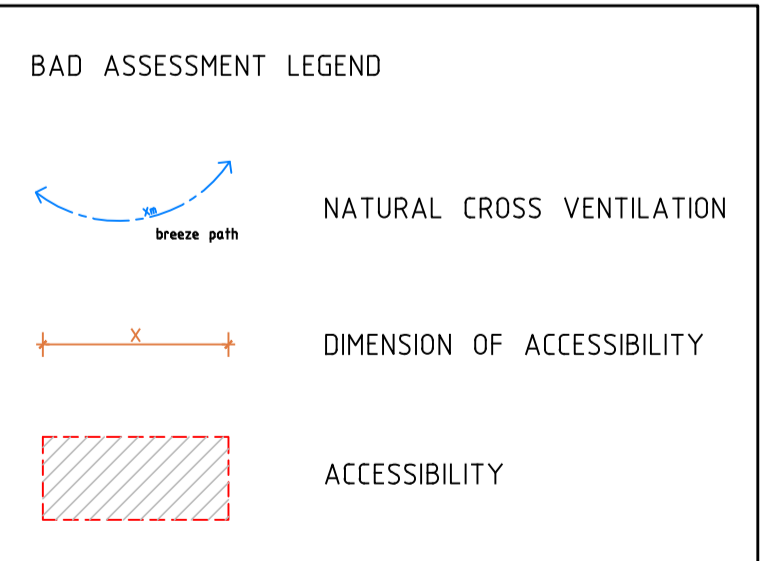 BAD ASSESSMENT LEGEND
Xm
breeze path
NATURAL CROSS VENTILATION
X
DIMENSION OF ACCESSIBILITY
ACCESSIBILITY